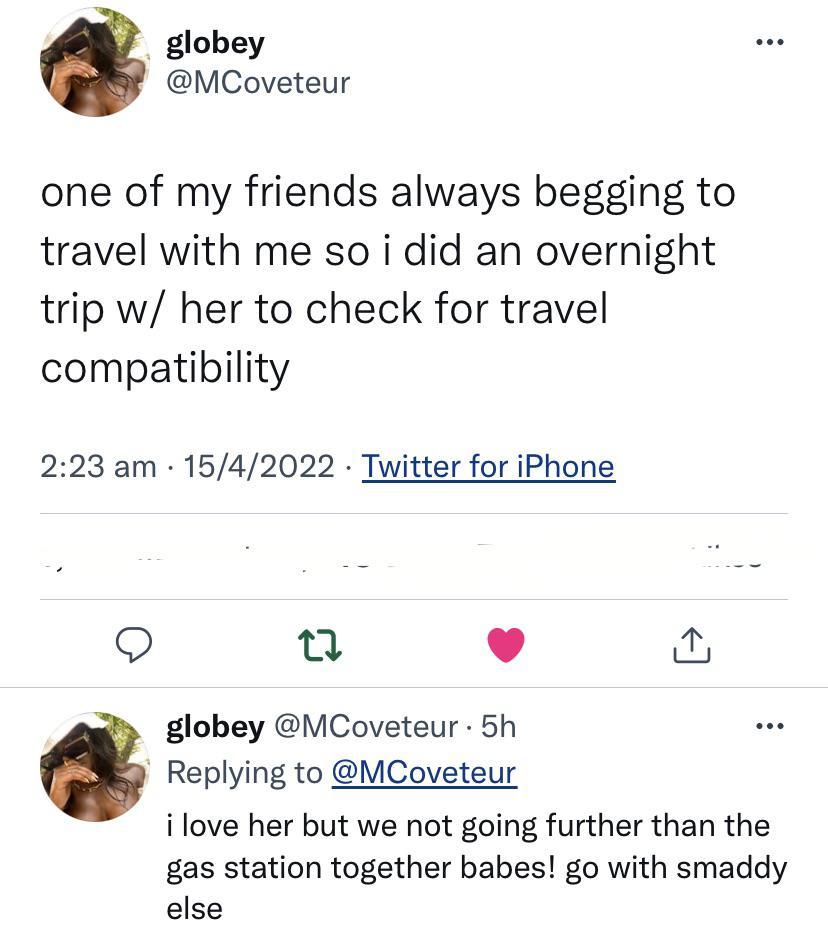 globey
@MCoveteur
one of my friends always begging to
travel with me so i did an overnight
trip w/ her to check for travel
compatibility
2:23 am · 15/4/2022 · Twitter for iPhone
globey @MCoveteur · 5h
Replying to @MCoveteur
i love her but we not going further than the
gas station together babes! go with smaddy
else